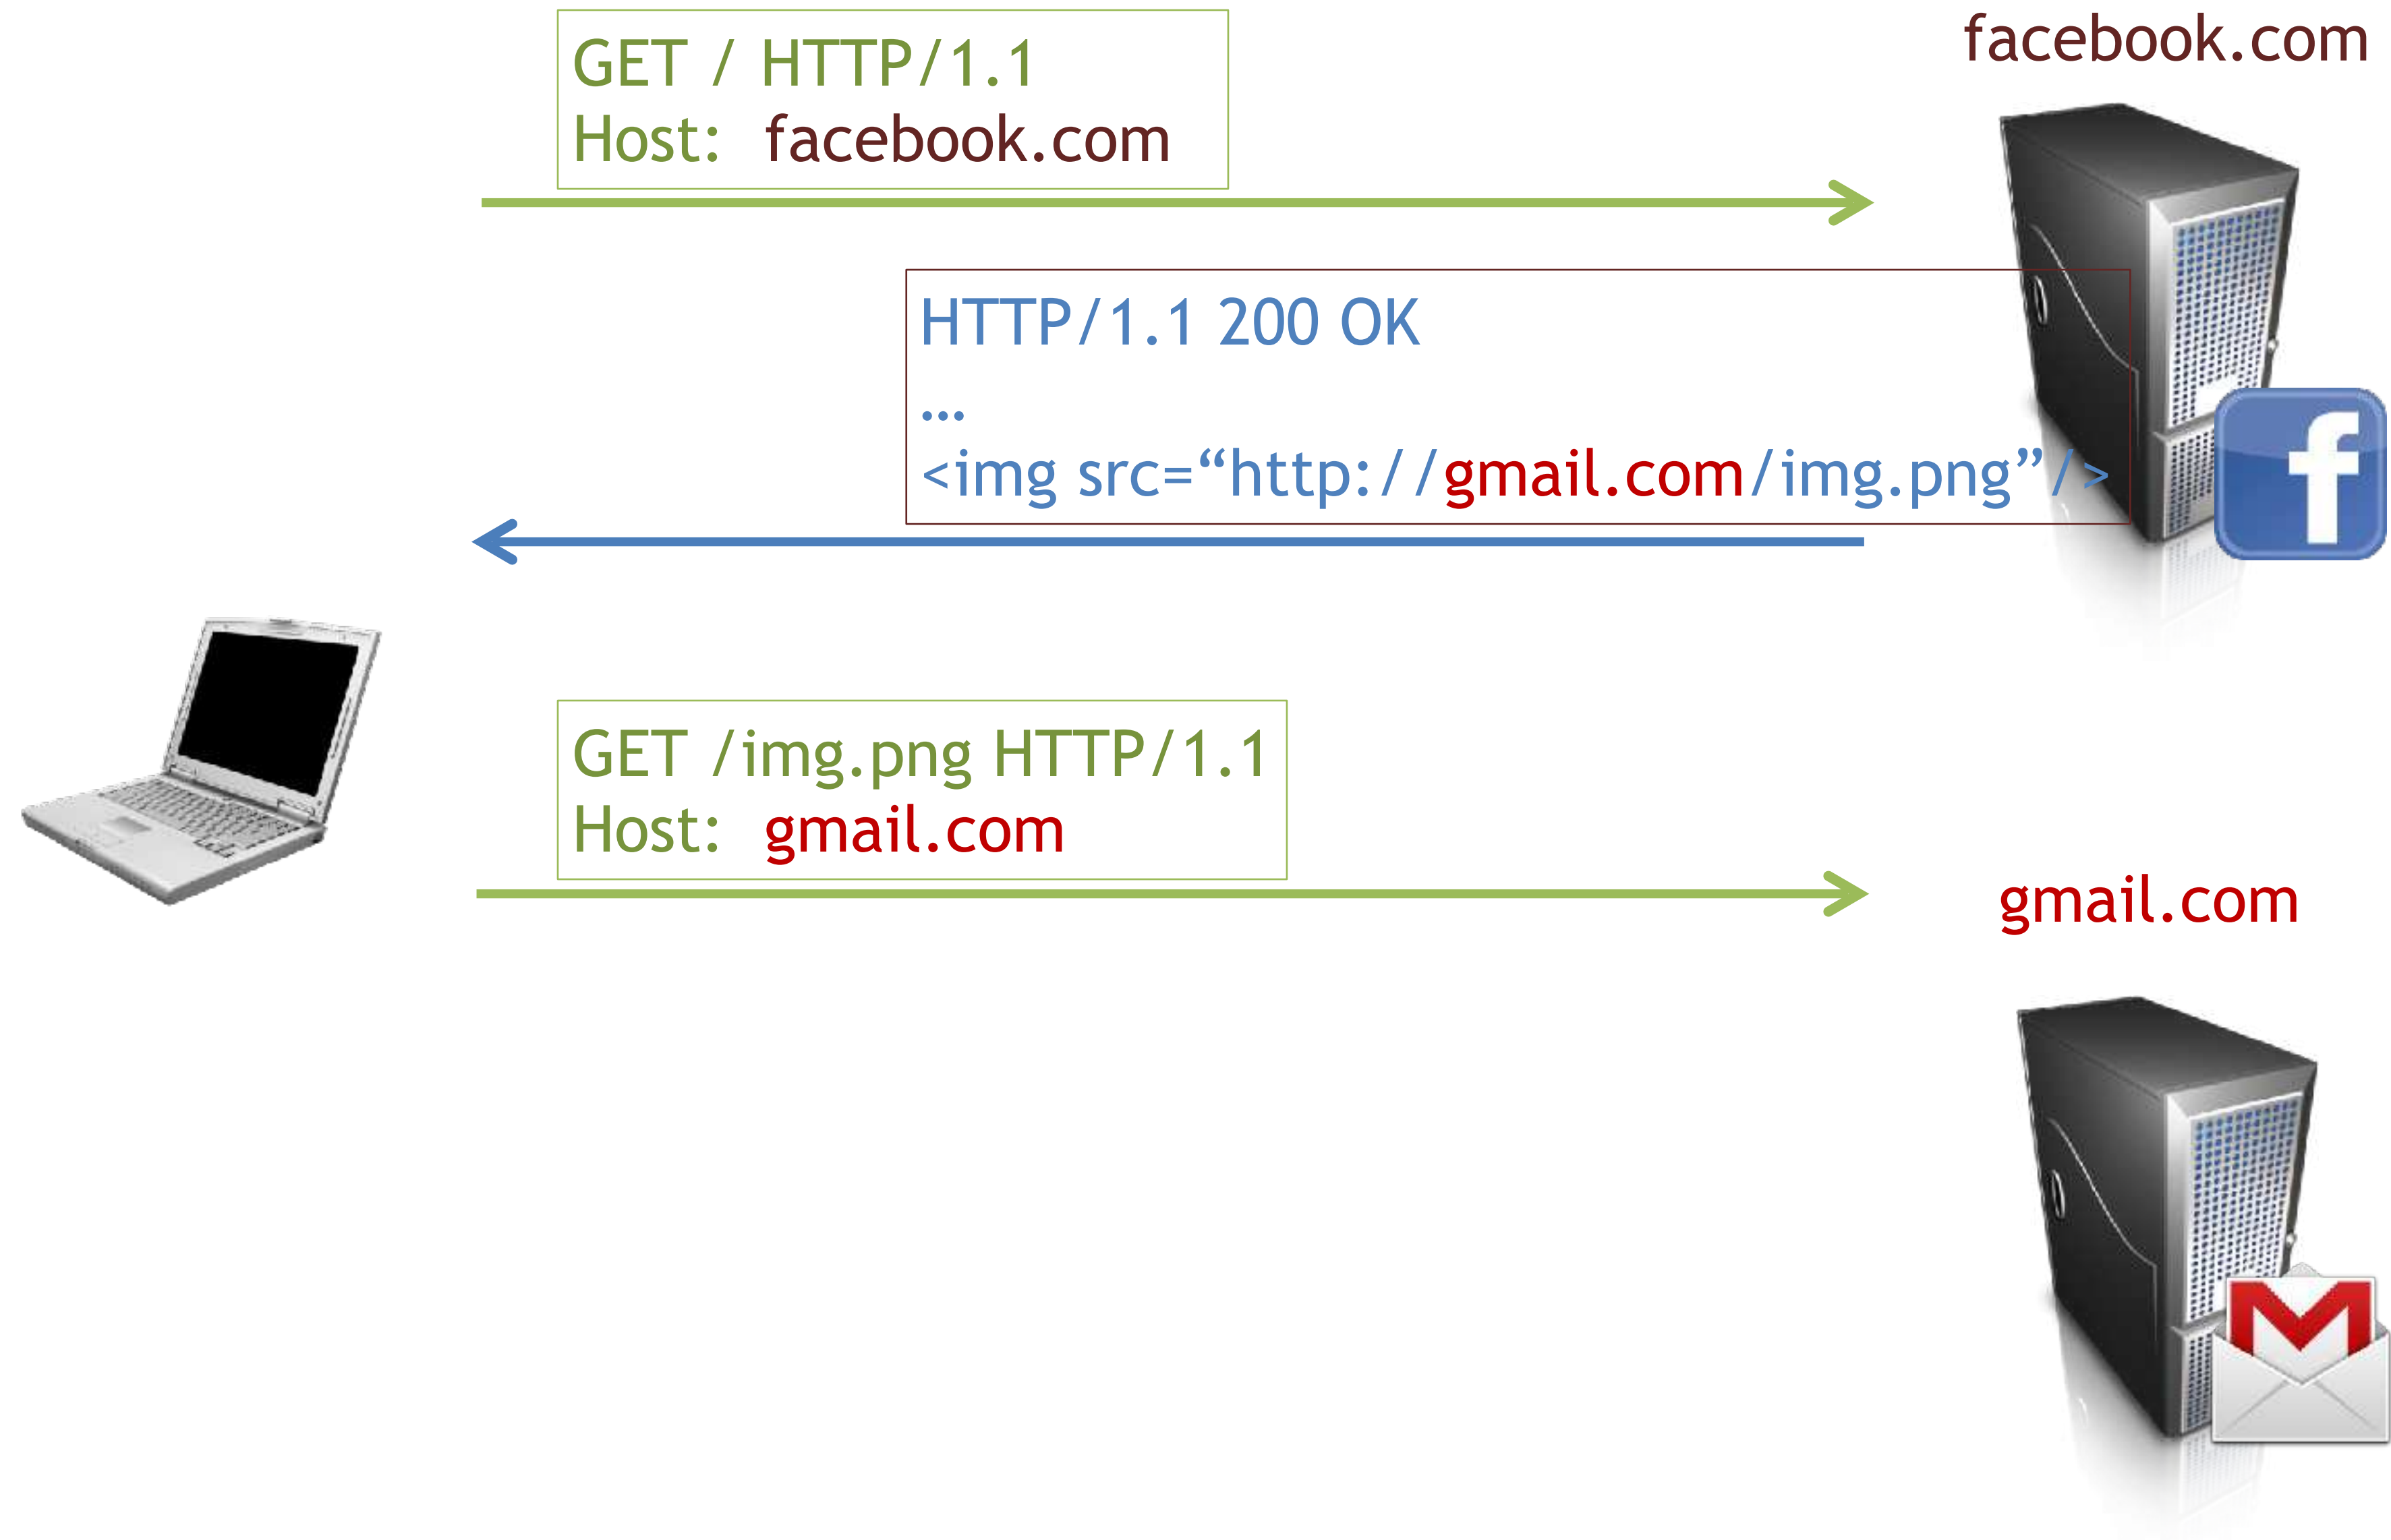 facebook.com
GET / HTTP/1.1
Host: facebook.com
HTTP/1.1 200 OK
…
<img src=“http://gmail.com/img.png”/>
GET /img.png HTTP/1.1
Host: gmail.com
gmail.com